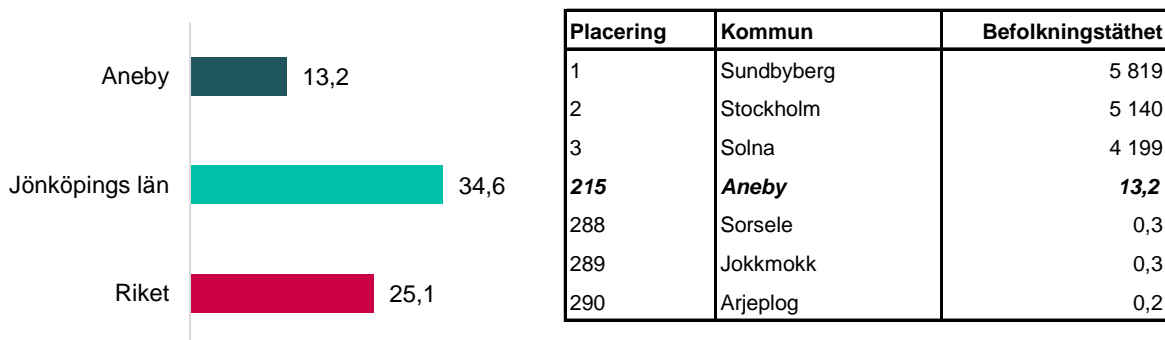 Aneby 13,2
Jönköpings län 34,6
Riket 25,1
Placering Kommun Befolkningstäthet
1 Sundbyberg 5 819
2 Stockholm 5 140
3 Solna 4 199
215 Aneby 13,2
288 Sorsele 0,3
289 Jokkmokk 0,3
290 Arjeplog 0,2